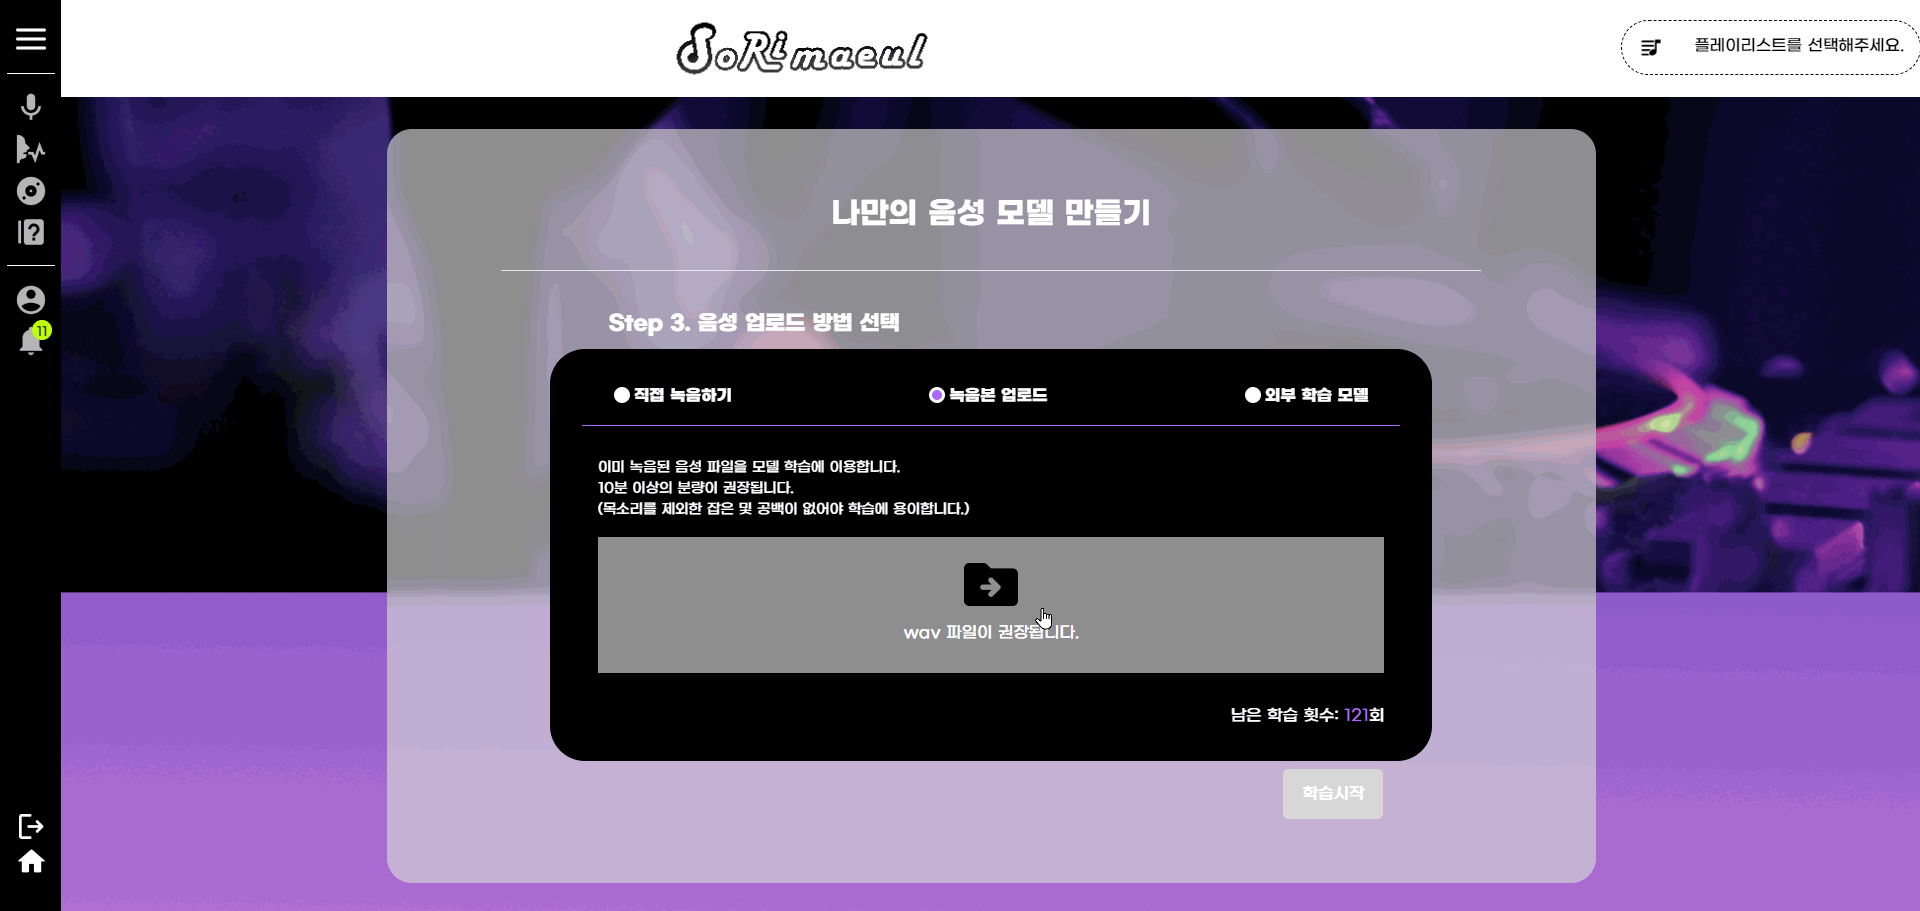 SoRimaeul
플레이리스트를 선택해주세요.
11
나만의 음성 모델 만들기
Step 3. 음성 업로드 방법 선택
직접 녹음하기 녹음본 업로드 외부 학습 모델
이미 녹음된 음성 파일을 모델 학습에 이용합니다.
10분 이상의 분량이 권장됩니다.
(목소리를 제외한 잡은 및 공백이 없어야 학습에 용이합니다.)
wav 파일이 권장됩니다.
남은 학습 횟수: 121회
학습시작